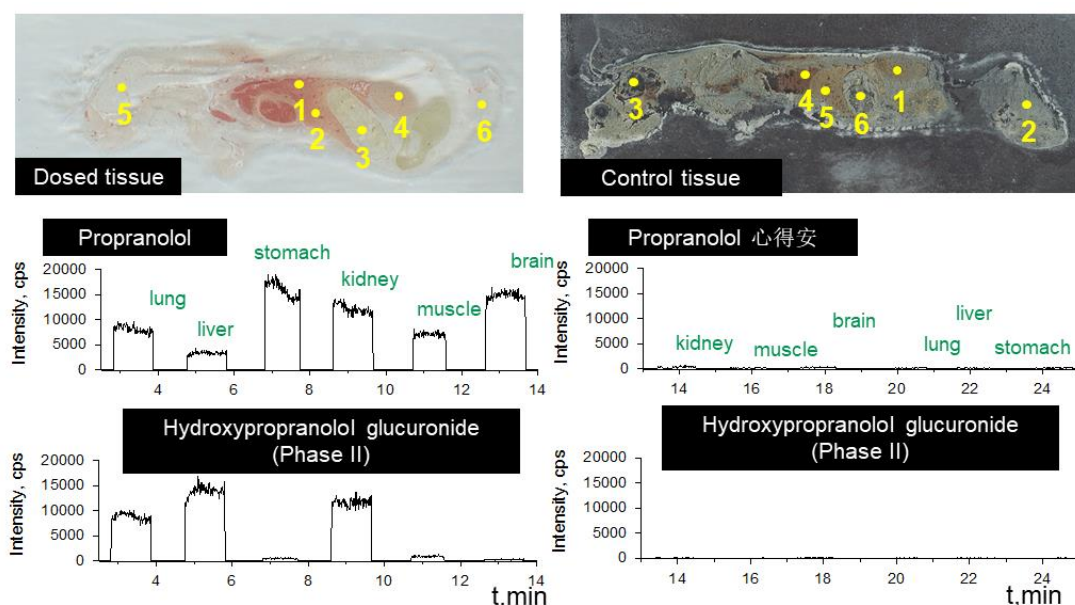 1
2
3
4
5
6
Dosed tissue
3
4
5
6
1
2
Control tissue
Propranolol
Intensity, cps
20000
15000
10000
5000
0
lung
liver
stomach
kidney
muscle
brain
4
6
8
10
12
14
Propranolol 心得安
Intensity, cps
20000
15000
10000
5000
0
kidney
muscle
brain
lung
liver
stomach
14
16
18
20
22
24
Hydroxypropranolol glucuronide
(Phase II)
Intensity, cps
20000
15000
10000
5000
0
4
6
8
10
12
14
t,min
Hydroxypropranolol glucuronide
(Phase II)
Intensity, cps
20000
15000
10000
5000
0
14
16
18
20
22
24
t,min